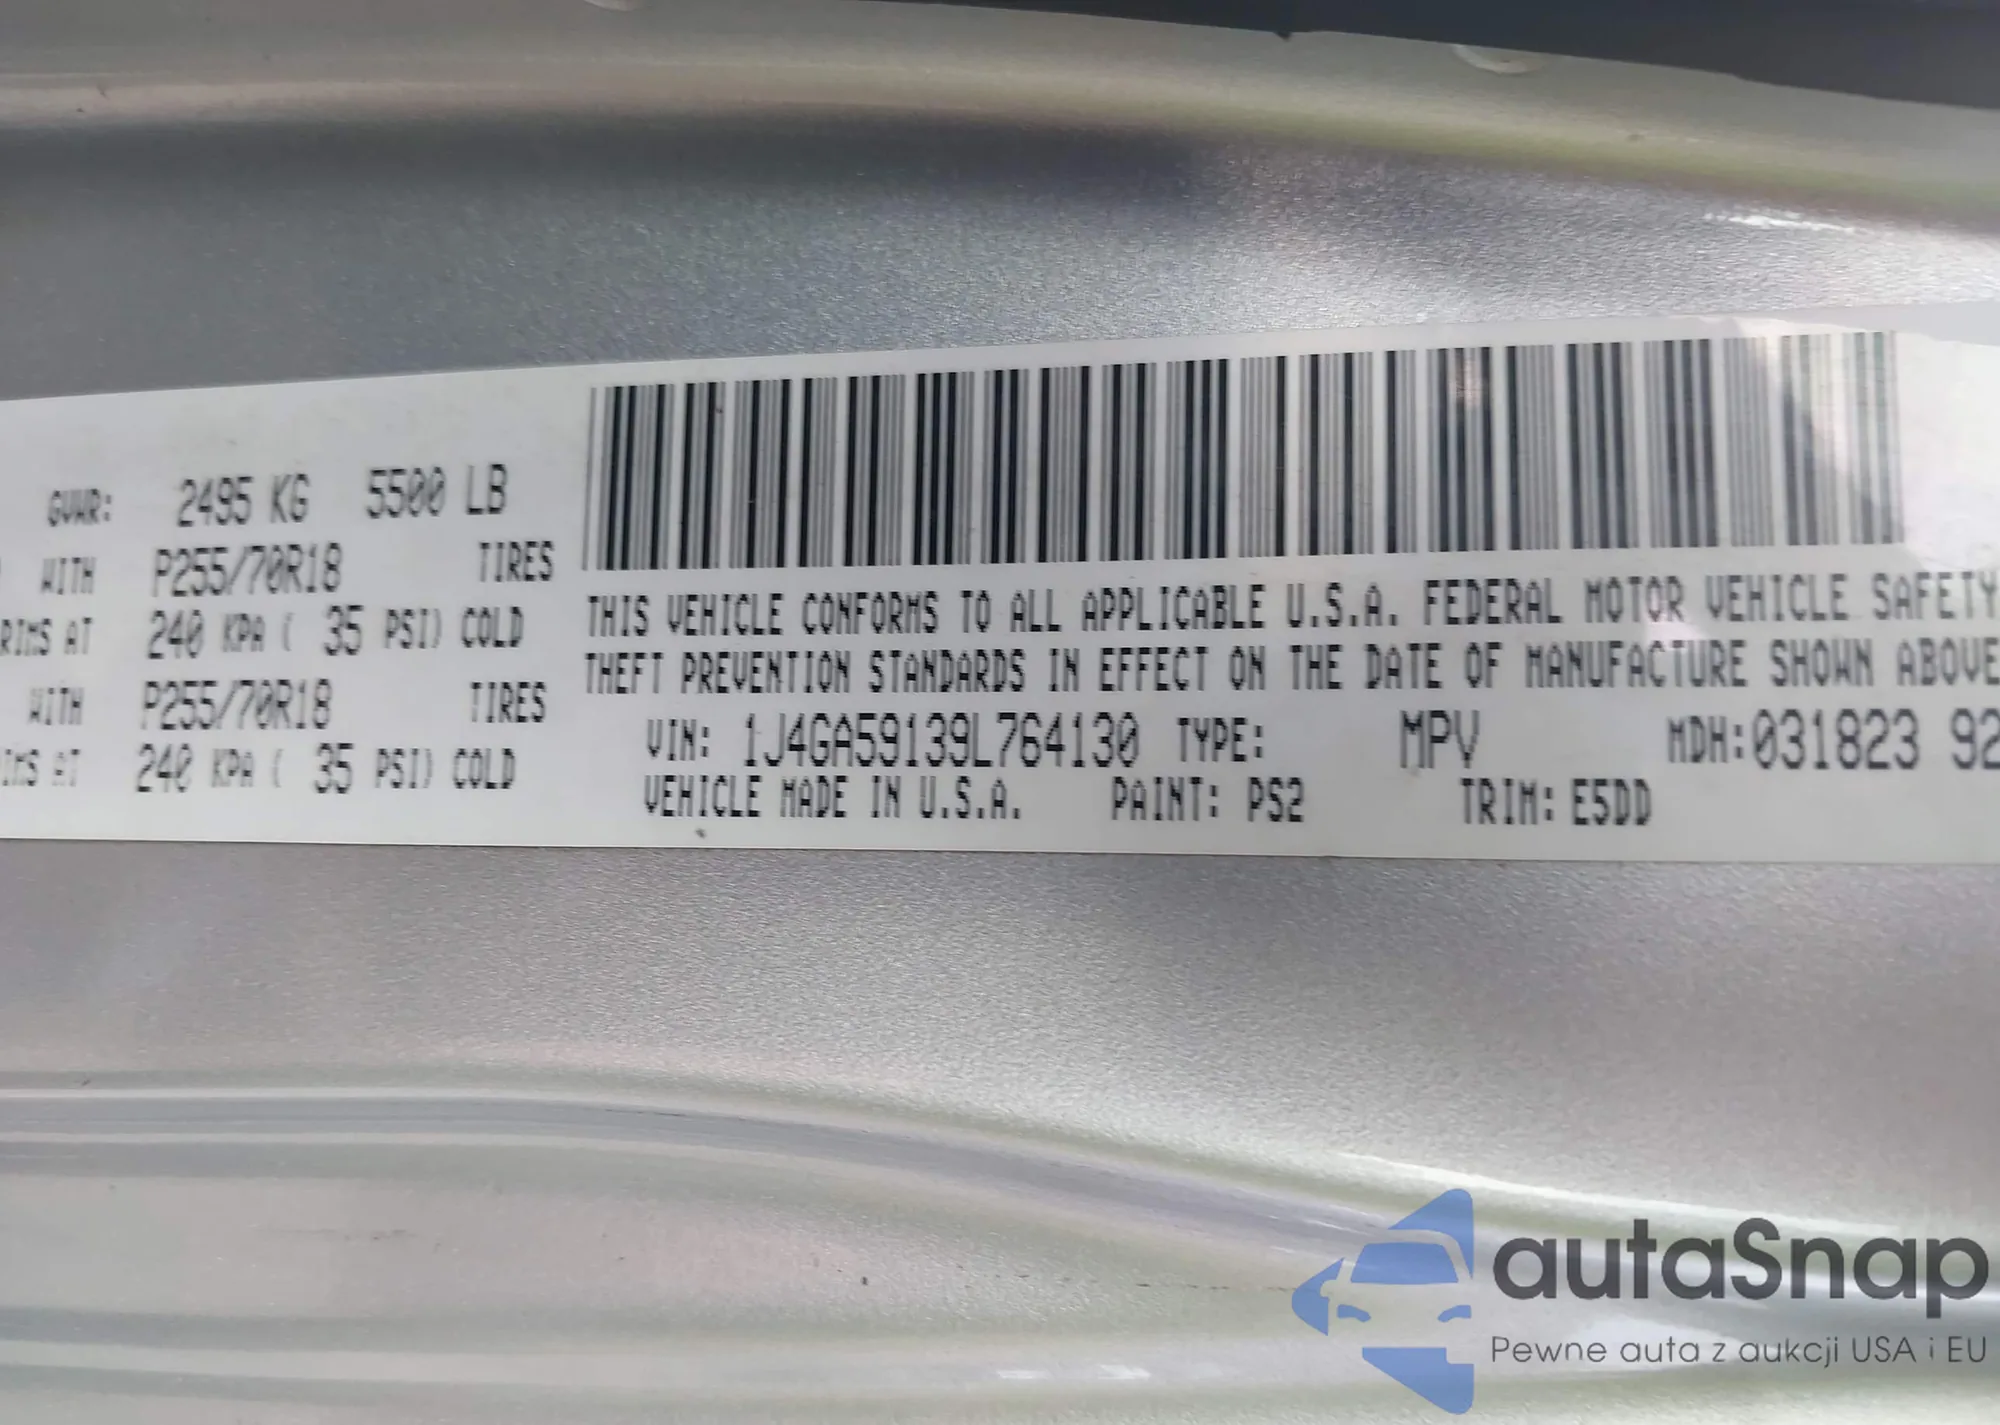 GVWR: 2495 KG 5500 LB
WITH P255/70R18 TIRES
RIMS AT 240 KPA ( 35 PSI) COLD
WITH P255/70R18 TIRES
IMS AT 240 KPA ( 35 PSI) COLD
THIS VEHICLE CONFORMS TO ALL APPLICABLE U.S.A. FEDERAL MOTOR VEHICLE SAFETY
THEFT PREVENTION STANDARDS IN EFFECT ON THE DATE OF MANUFACTURE SHOWN ABOVE
VIN: 1J4GA59139L764130 TYPE: MPV MDH:031823 92
VEHICLE MADE IN U.S.A. PAINT: PS2 TRIM: E5DD
autaSnap
Pewne auta z aukcji USA i EU